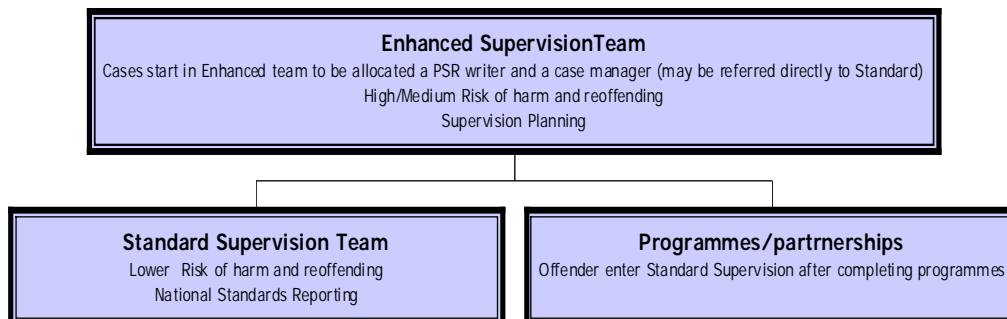 Enhanced SupervisionTeam
Cases start in Enhanced team to be allocated a PSR writer and a case manager (may be referred directly to Standard)
High/Medium Risk of harm and reoffending
Supervision Planning
Standard Supervision Team
Lower Risk of harm and reoffending
National Standards Reporting
Programmes/partrnerships
Offender enter Standard Supervision after completing programmes